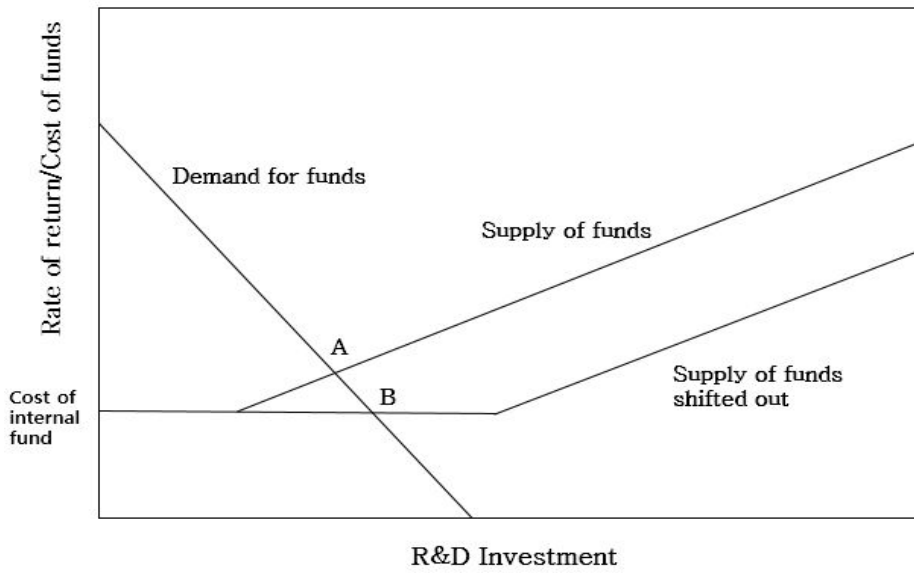 Rate of return/Cost of funds
Demand for funds
Supply of funds
A
B
Supply of funds
shifted out
Cost of
internal
fund
R&D Investment